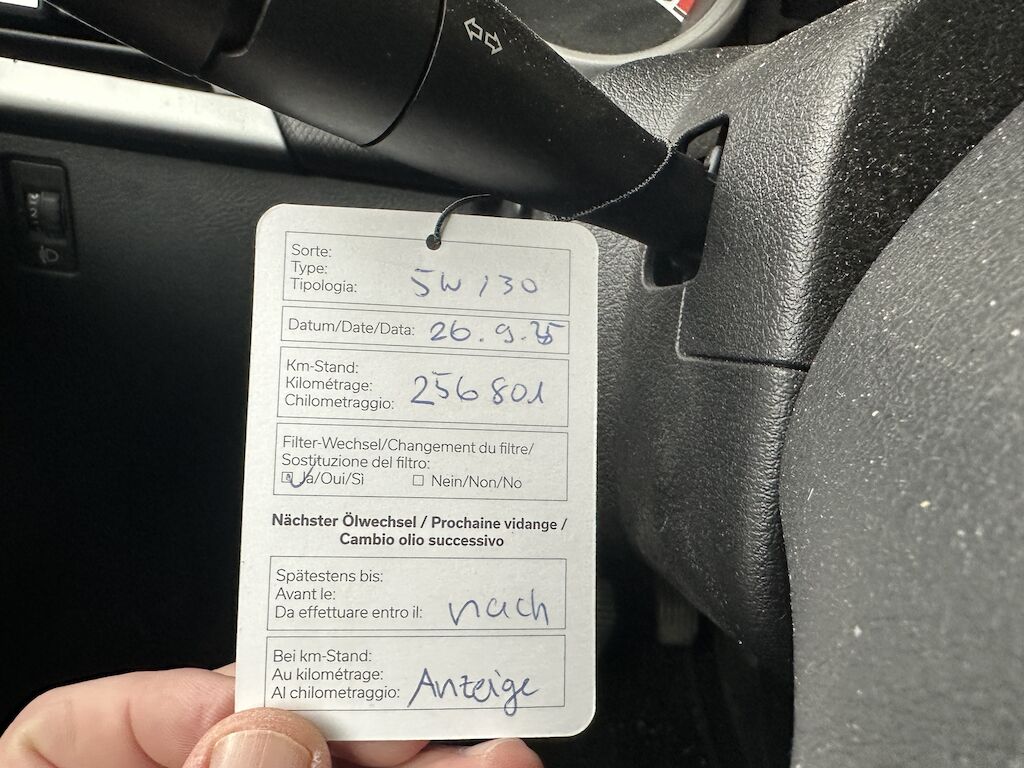 Sorte:
Type:
Tipologia: 5W/30
Datum/Date/Data: 26.9.25
Km-Stand:
Kilométrage:
Chilometraggio: 256801
Filter-Wechsel/Changement du filtre/
Sostituzione del filtro:
Ja/Oui/Sì Nein/Non/No
Nächster Ölwechsel / Prochaine vidange /
Cambio olio successivo
Spätestens bis:
Avant le:
Da effettuare entro il: nach
Bei km-Stand:
Au kilométrage:
Al chilometraggio: Anzeige